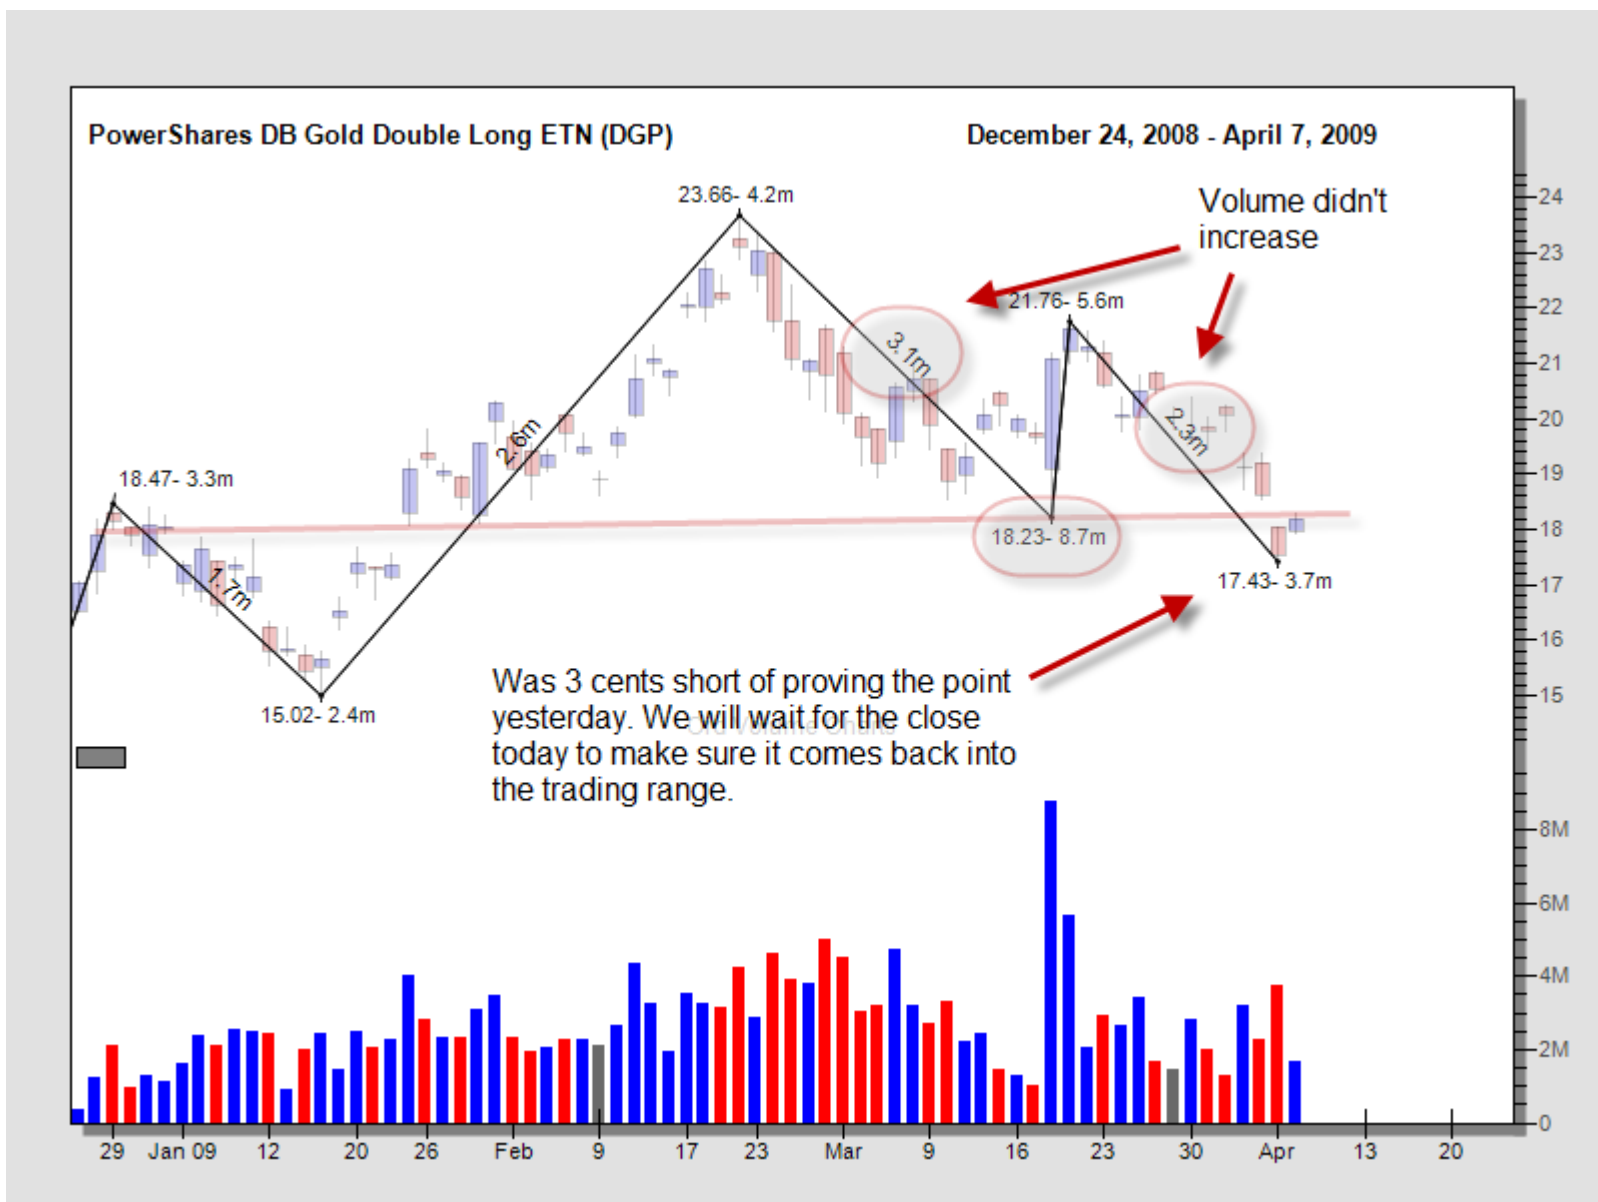 PowerShares DB Gold Double Long ETN (DGP)
December 24, 2008 - April 7, 2009
Volume didn't
increase
23.66- 4.2m
21.76- 5.6m
3.1m
2.6m
2.3m
18.47- 3.3m
18.23- 8.7m
1.7m
17.43- 3.7m
15.02- 2.4m
Was 3 cents short of proving the point
yesterday. We will wait for the close
Ord Volume Charts
today to make sure it comes back into
the trading range.
24
23
22
21
20
19
18
17
16
15
8M
6M
4M
2M
0
29 Jan 09 12 20 26 Feb 9 17 23 Mar 9 16 23 30 Apr 13 20